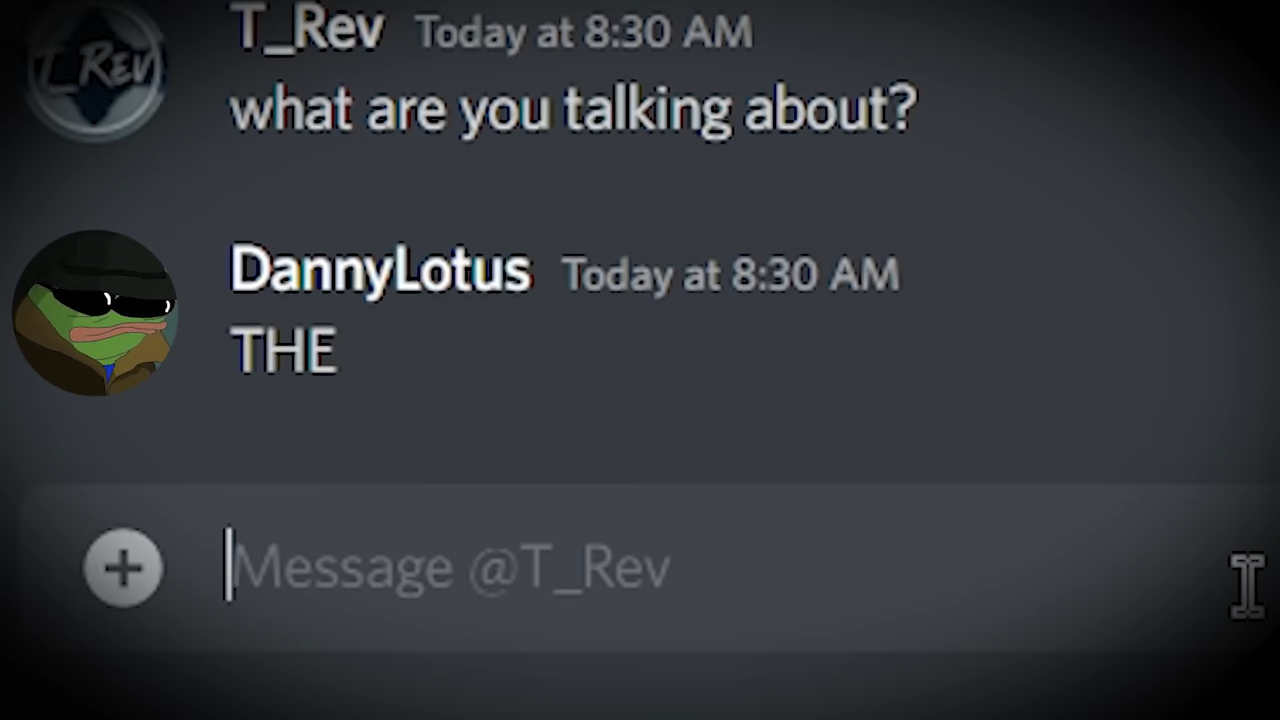 T_REV
T_Rev Today at 8:30 AM
what are you talking about?
DannyLotus Today at 8:30 AM
THE
Message @T_Rev